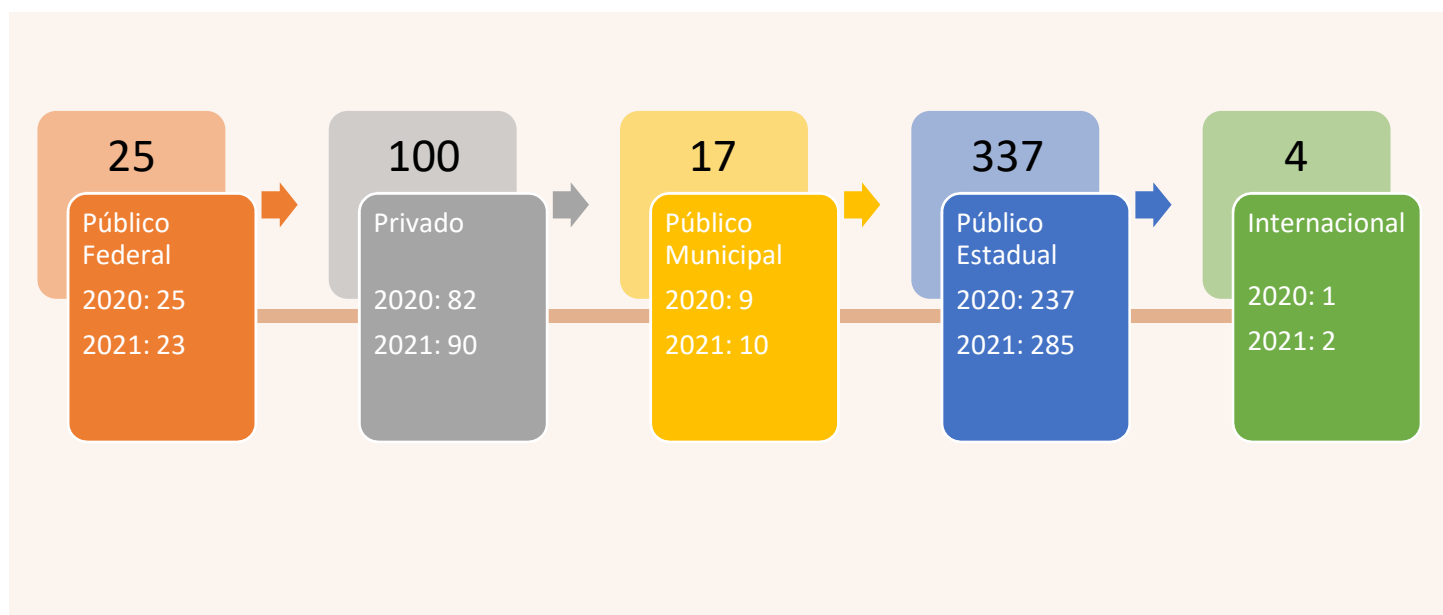 25
Público
Federal
2020: 25
2021: 23
100
Privado
2020: 82
2021: 90
17
Público
Municipal
2020: 9
2021: 10
337
Público
Estadual
2020: 237
2021: 285
4
Internacional
2020: 1
2021: 2